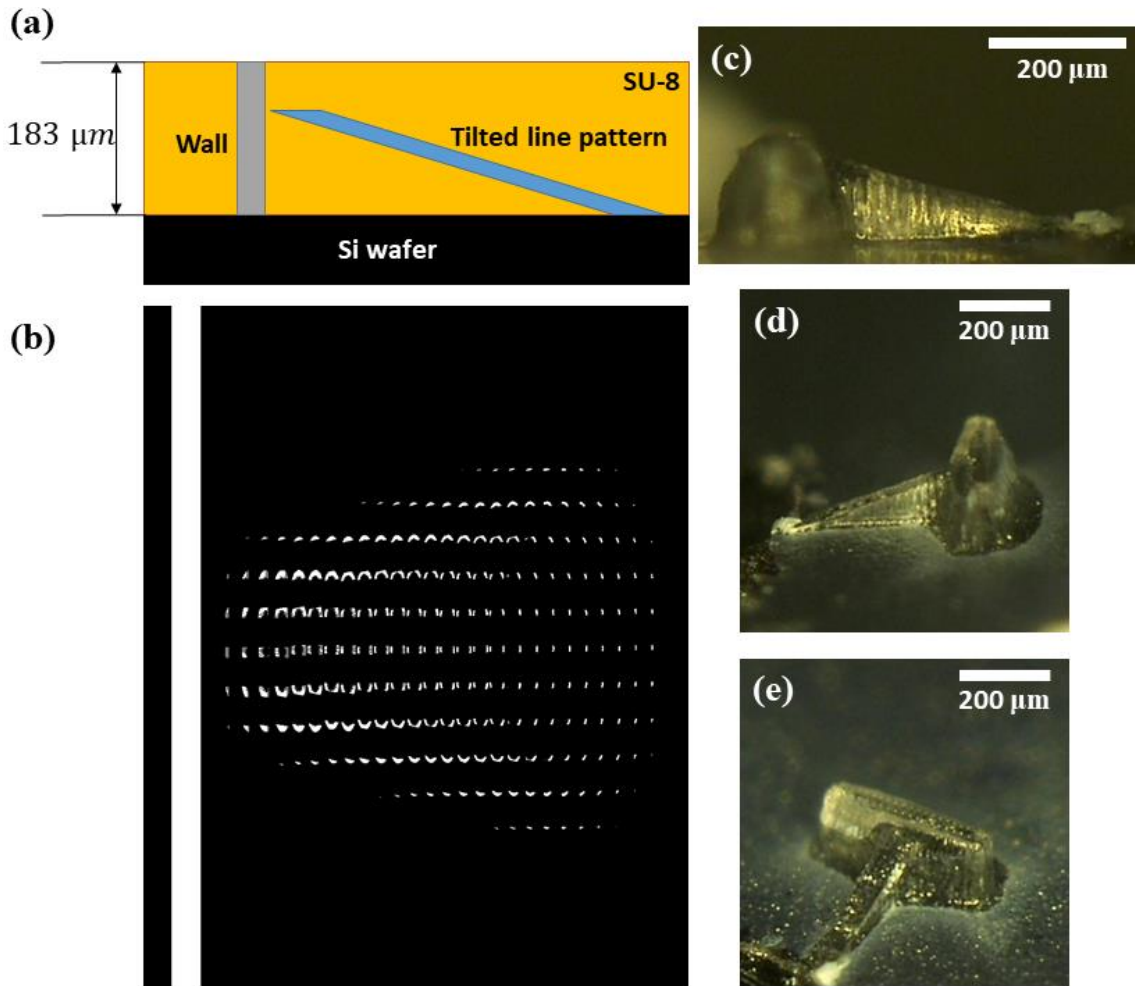 (a)
183 μm
Wall
SU-8
Tilted line pattern
Si wafer
(b)
(c)
200 μm
(d)
200 μm
(e)
200 μm